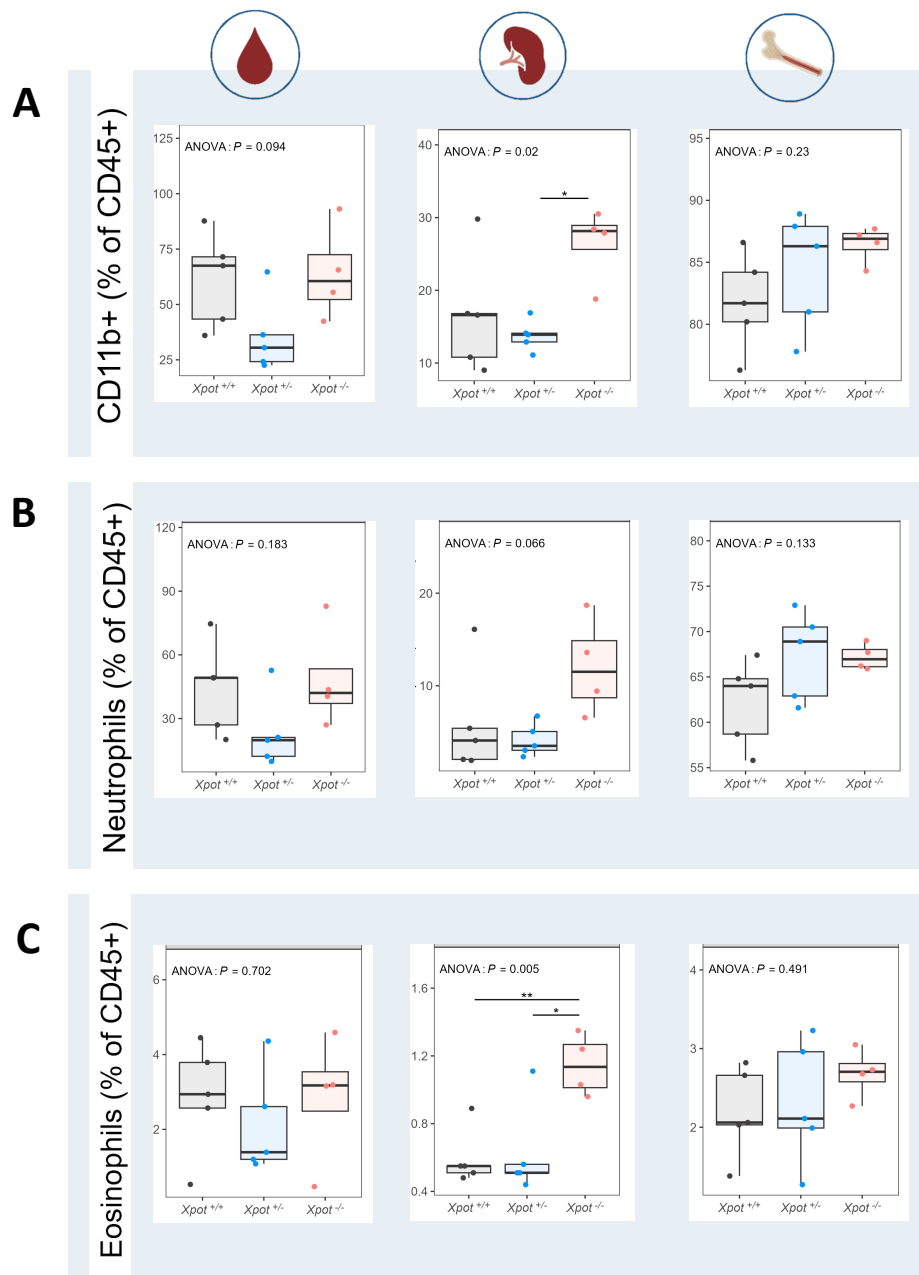 A
CD11b+ (% of CD45+)
ANOVA : P = 0.094
125
100
75
50
25
Xpot +/+ Xpot +/- Xpot -/-
ANOVA : P = 0.02
*
40
30
20
10
Xpot +/+ Xpot +/- Xpot -/-
ANOVA : P = 0.23
95
90
85
80
Xpot +/+ Xpot +/- Xpot -/-
B
Neutrophils (% of CD45+)
ANOVA : P = 0.183
120
90
60
30
Xpot +/+ Xpot +/- Xpot -/-
ANOVA : P = 0.066
20
10
Xpot +/+ Xpot +/- Xpot -/-
ANOVA : P = 0.133
80
75
70
65
60
55
Xpot +/+ Xpot +/- Xpot -/-
C
Eosinophils (% of CD45+)
ANOVA : P = 0.702
6
4
2
Xpot +/+ Xpot +/- Xpot -/-
ANOVA : P = 0.005
**
*
1.6
1.2
0.8
0.4
Xpot +/+ Xpot +/- Xpot -/-
ANOVA : P = 0.491
4
3
2
Xpot +/+ Xpot +/- Xpot -/-